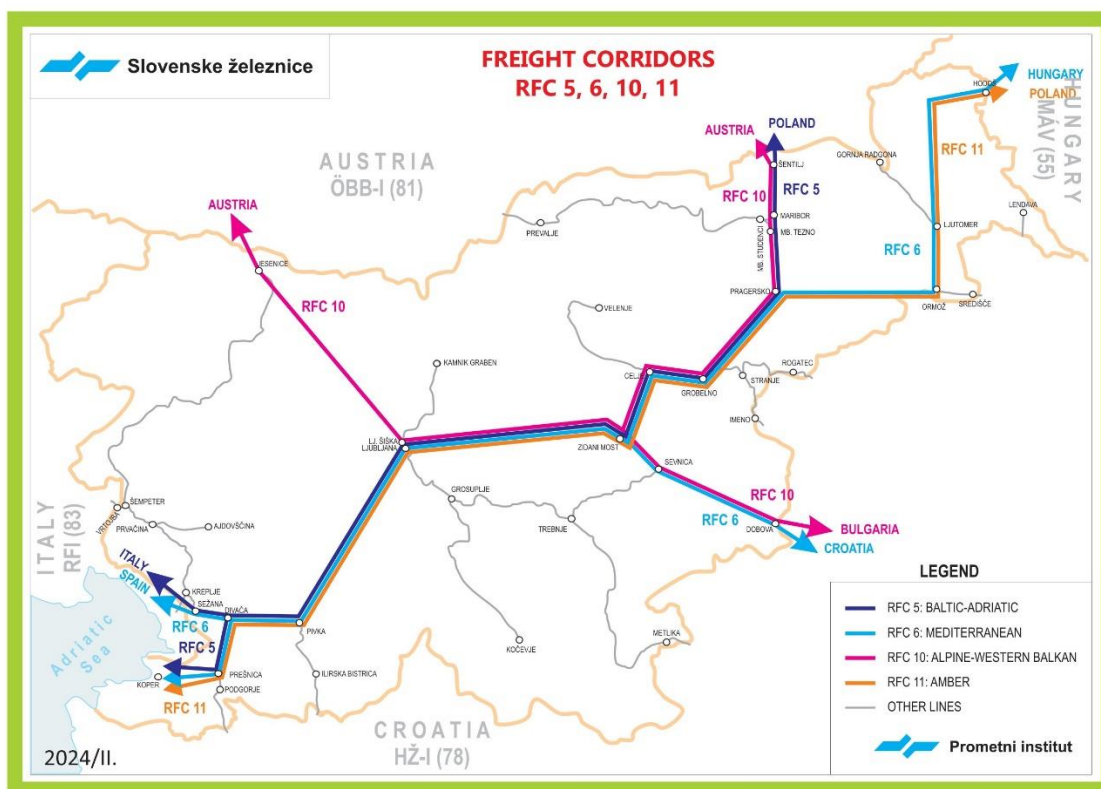 Slovenske železnice
FREIGHT CORRIDORS
RFC 5, 6, 10, 11
HUNGARY
POLAND
HODOŠ
HUNGARY
MÁV (55)
AUSTRIA
POLAND
AUSTRIA
ÖBB-I (81)
ŠENTILJ
GORNJA RADGONA
RFC 11
RFC 10
RFC 5
AUSTRIA
PREVALJE
MARIBOR
MB. TEZNO
MB. STUDENCI
LENDAVA
LJUTOMER
RFC 6
JESENICE
RFC 10
PRAGERSKO
ORMOŽ
SREDIŠČE
VELENJE
KAMNIK GRABEN
CELJE
GROBELNO
ROGATEC
STRANJE
IMENO
LJ. ŠIŠKA
LJUBLJANA
ZIDANI MOST
SEVNICA
RFC 10
RFC 6
DOBOVA
BULGARIA
CROATIA
GROSUPLJE
TREBNJE
ŠEMPETER
VRTOJBA
PRVAČINA
AJDOVŠČINA
ITALY
RFI (83)
ITALY
SPAIN
KREPLJE
SEŽANA
DIVAČA
RFC 6
RFC 5
PIVKA
Adriatic
Sea
KOPER
PREŠNICA
PODGORJE
RFC 11
ILIRSKA BISTRICA
KOČEVJE
METLIKA
CROATIA
HŽ-I (78)
2024/II.
LEGEND
RFC 5: BALTIC-ADRIATIC
RFC 6: MEDITERRANEAN
RFC 10: ALPINE-WESTERN BALKAN
RFC 11: AMBER
OTHER LINES
Prometni institut